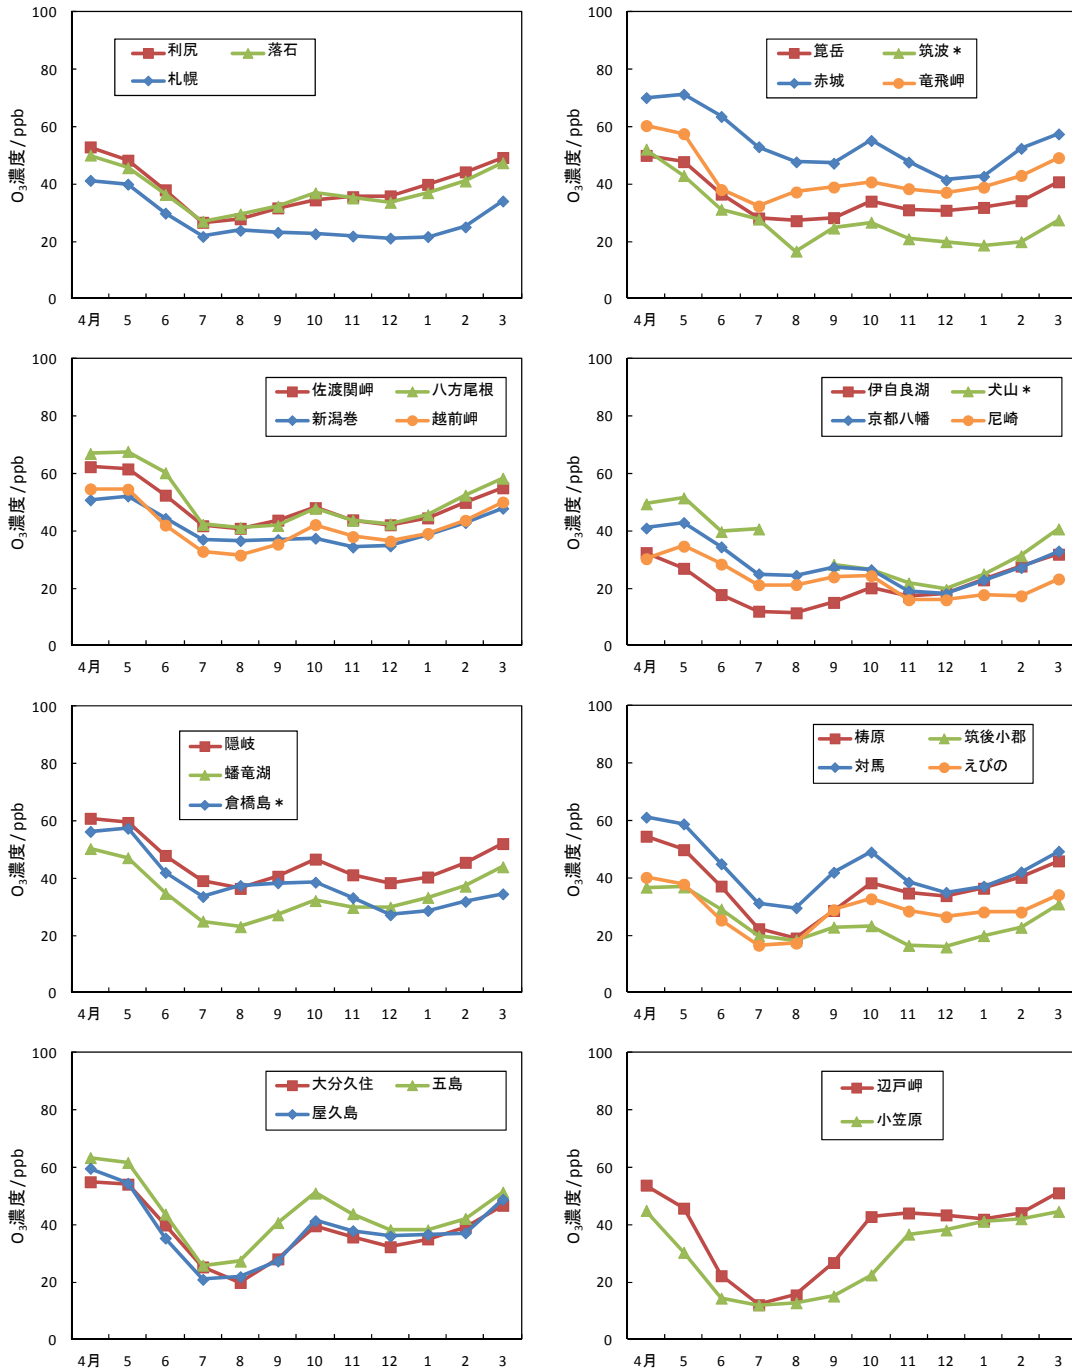 100
80
60
40
20
0
O₃濃度 / ppb
利尻 落石
札幌
4月 5 6 7 8 9 10 11 12 1 2 3
100
80
60
40
20
0
O₃濃度 / ppb
箟岳 筑波＊
赤城 竜飛岬
4月 5 6 7 8 9 10 11 12 1 2 3
100
80
60
40
20
0
O₃濃度 / ppb
佐渡関岬 八方尾根
新潟巻 越前岬
4月 5 6 7 8 9 10 11 12 1 2 3
100
80
60
40
20
0
O₃濃度 / ppb
伊自良湖 犬山＊
京都八幡 尼崎
4月 5 6 7 8 9 10 11 12 1 2 3
100
80
60
40
20
0
O₃濃度 / ppb
隠岐
蟠竜湖
倉橋島＊
4月 5 6 7 8 9 10 11 12 1 2 3
100
80
60
40
20
0
O₃濃度 / ppb
梼原 筑後小郡
対馬 えびの
4月 5 6 7 8 9 10 11 12 1 2 3
100
80
60
40
20
0
O₃濃度 / ppb
大分久住 五島
屋久島
4月 5 6 7 8 9 10 11 12 1 2 3
100
80
60
40
20
0
O₃濃度 / ppb
辺戸岬
小笠原
4月 5 6 7 8 9 10 11 12 1 2 3